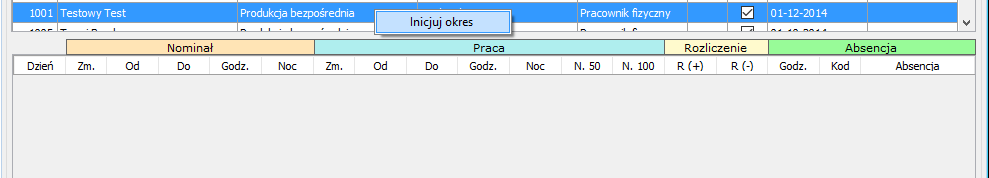 1001 Testowy Test Produkcja bezpośrednia Pracownik fizyczny 01-12-2014
Inicjuj okres
Nominał Praca Rozliczenie Absencja
Dzień Zm. Od Do Godz. Noc Zm. Od Do Godz. Noc N. 50 N. 100 R (+) R (-) Godz. Kod Absencja